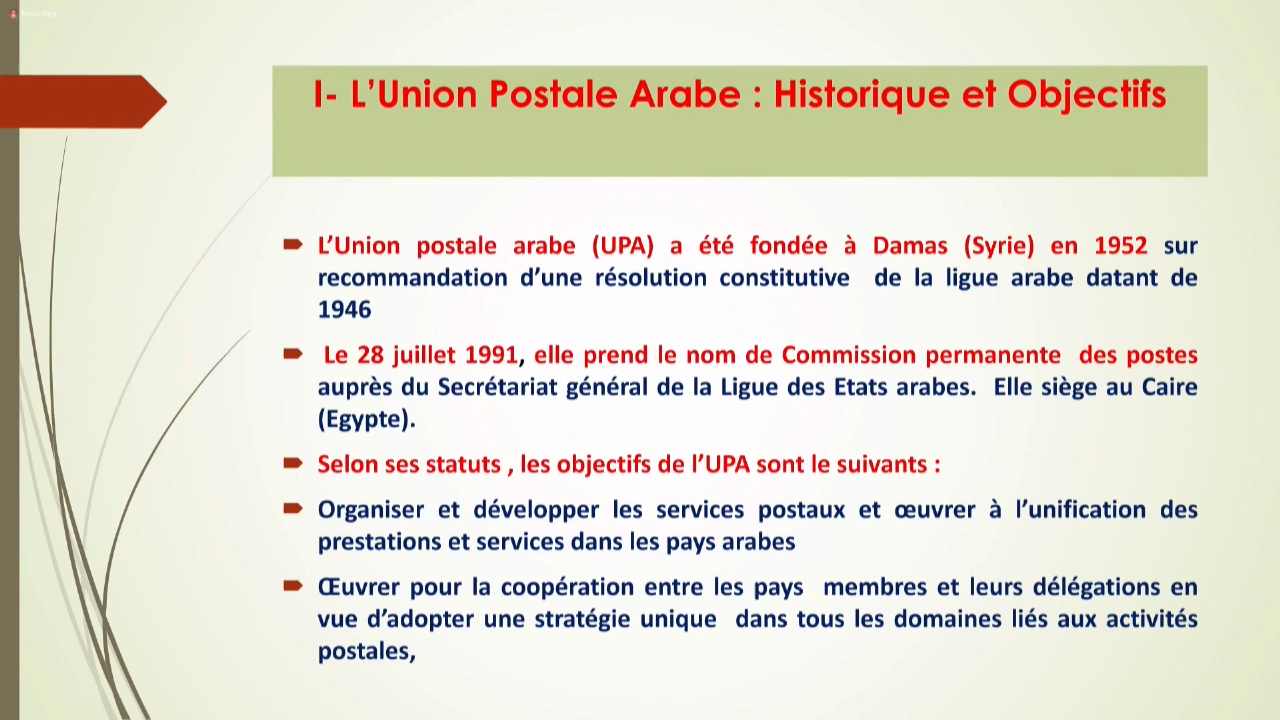 Recording
I- L’Union Postale Arabe : Historique et Objectifs
L’Union postale arabe (UPA) a été fondée à Damas (Syrie) en 1952 sur
recommandation d’une résolution constitutive de la ligue arabe datant de
1946
Le 28 juillet 1991, elle prend le nom de Commission permanente des postes
auprès du Secrétariat général de la Ligue des Etats arabes. Elle siège au Caire
(Egypte).
Selon ses statuts , les objectifs de l’UPA sont le suivants :
Organiser et développer les services postaux et œuvrer à l’unification des
prestations et services dans les pays arabes
Œuvrer pour la coopération entre les pays membres et leurs délégations en
vue d’adopter une stratégie unique dans tous les domaines liés aux activités
postales,